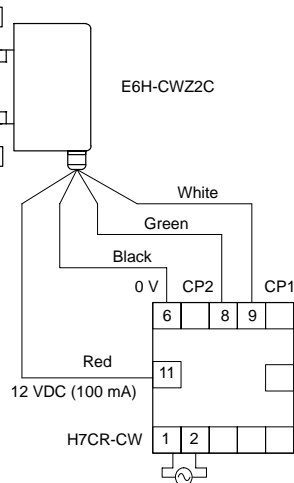 E6H-CWZ2C
White
Green
Black
0 V CP2 CP1
6 8 9
Red
11
12 VDC (100 mA)
H7CR-CW
1 2